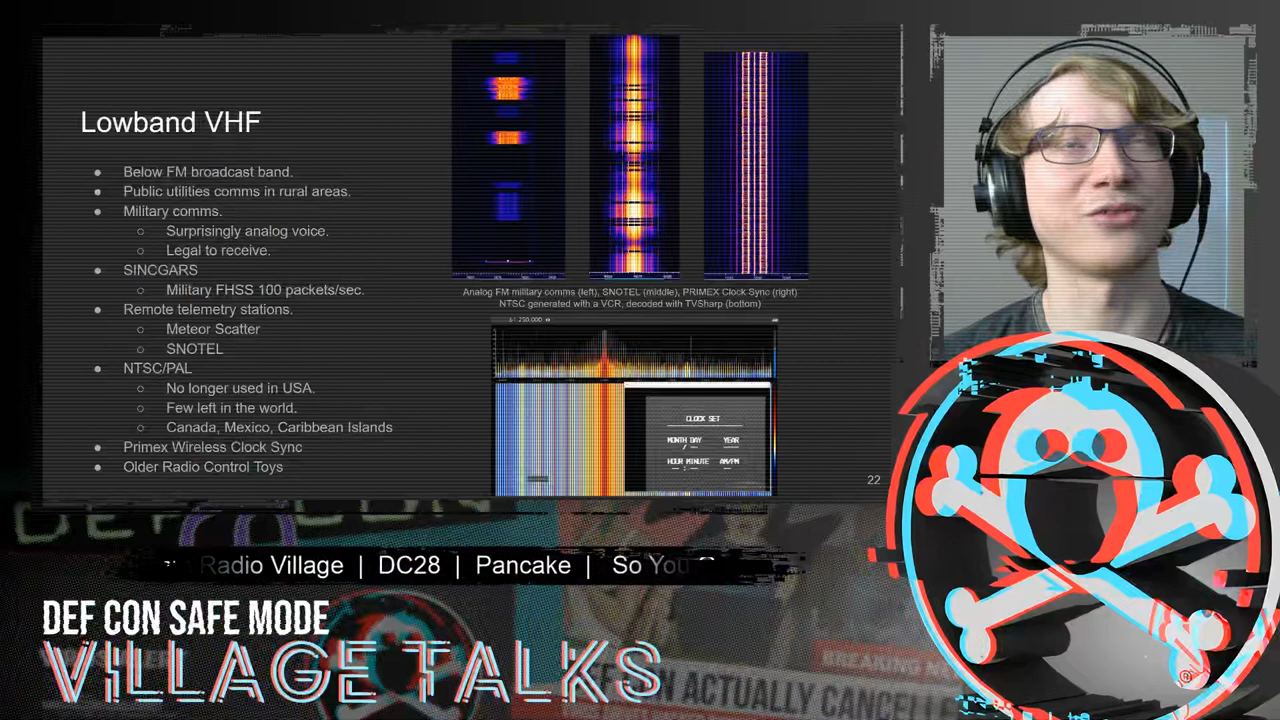 Lowband VHF
● Below FM broadcast band.
● Public utilities comms in rural areas.
● Military comms.
○ Surprisingly analog voice.
○ Legal to receive.
● SINCGARS
○ Military FHSS 100 packets/sec.
● Remote telemetry stations.
○ Meteor Scatter
○ SNOTEL
● NTSC/PAL
○ No longer used in USA.
○ Few left in the world.
○ Canada, Mexico, Caribbean Islands
● Primex Wireless Clock Sync
● Older Radio Control Toys
Analog FM military comms (left), SNOTEL (middle), PRIMEX Clock Sync (right)
NTSC generated with a VCR, decoded with TVSharp (bottom)
CLOCK SET
MONTH DAY YEAR
HOUR MINUTE AM/PM
22
DEF CON
Radio Village | DC28 | Pancake | So You
DEF CON SAFE MODE
VILLAGE TALKS
BREAKING
CON ACTUALLY
®